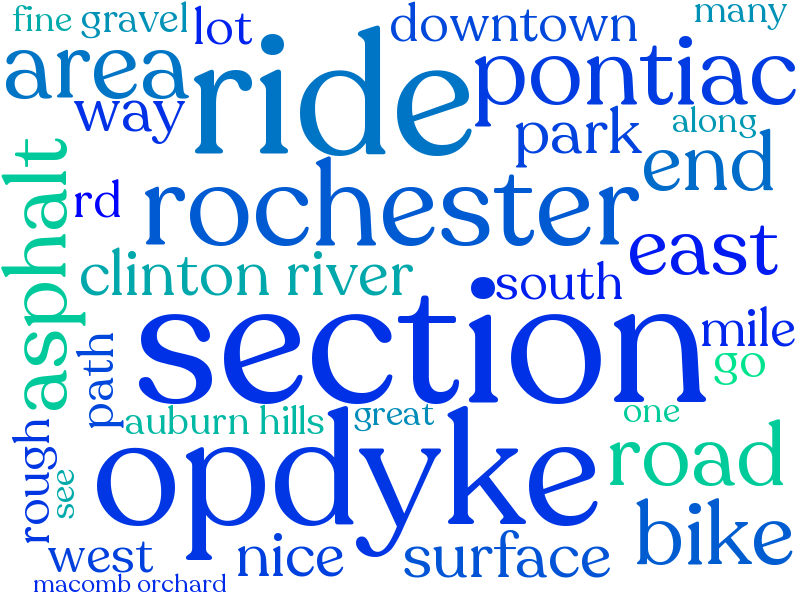 fine gravel
lot
downtown
many
area
ride
pontiac
way
park
along
asphalt
rd
rochester
end
clinton river
south
east
section
mile
path
go
auburn hills
great
one
rough
see
opdyke
road
west
nice
surface
bike
macomb orchard